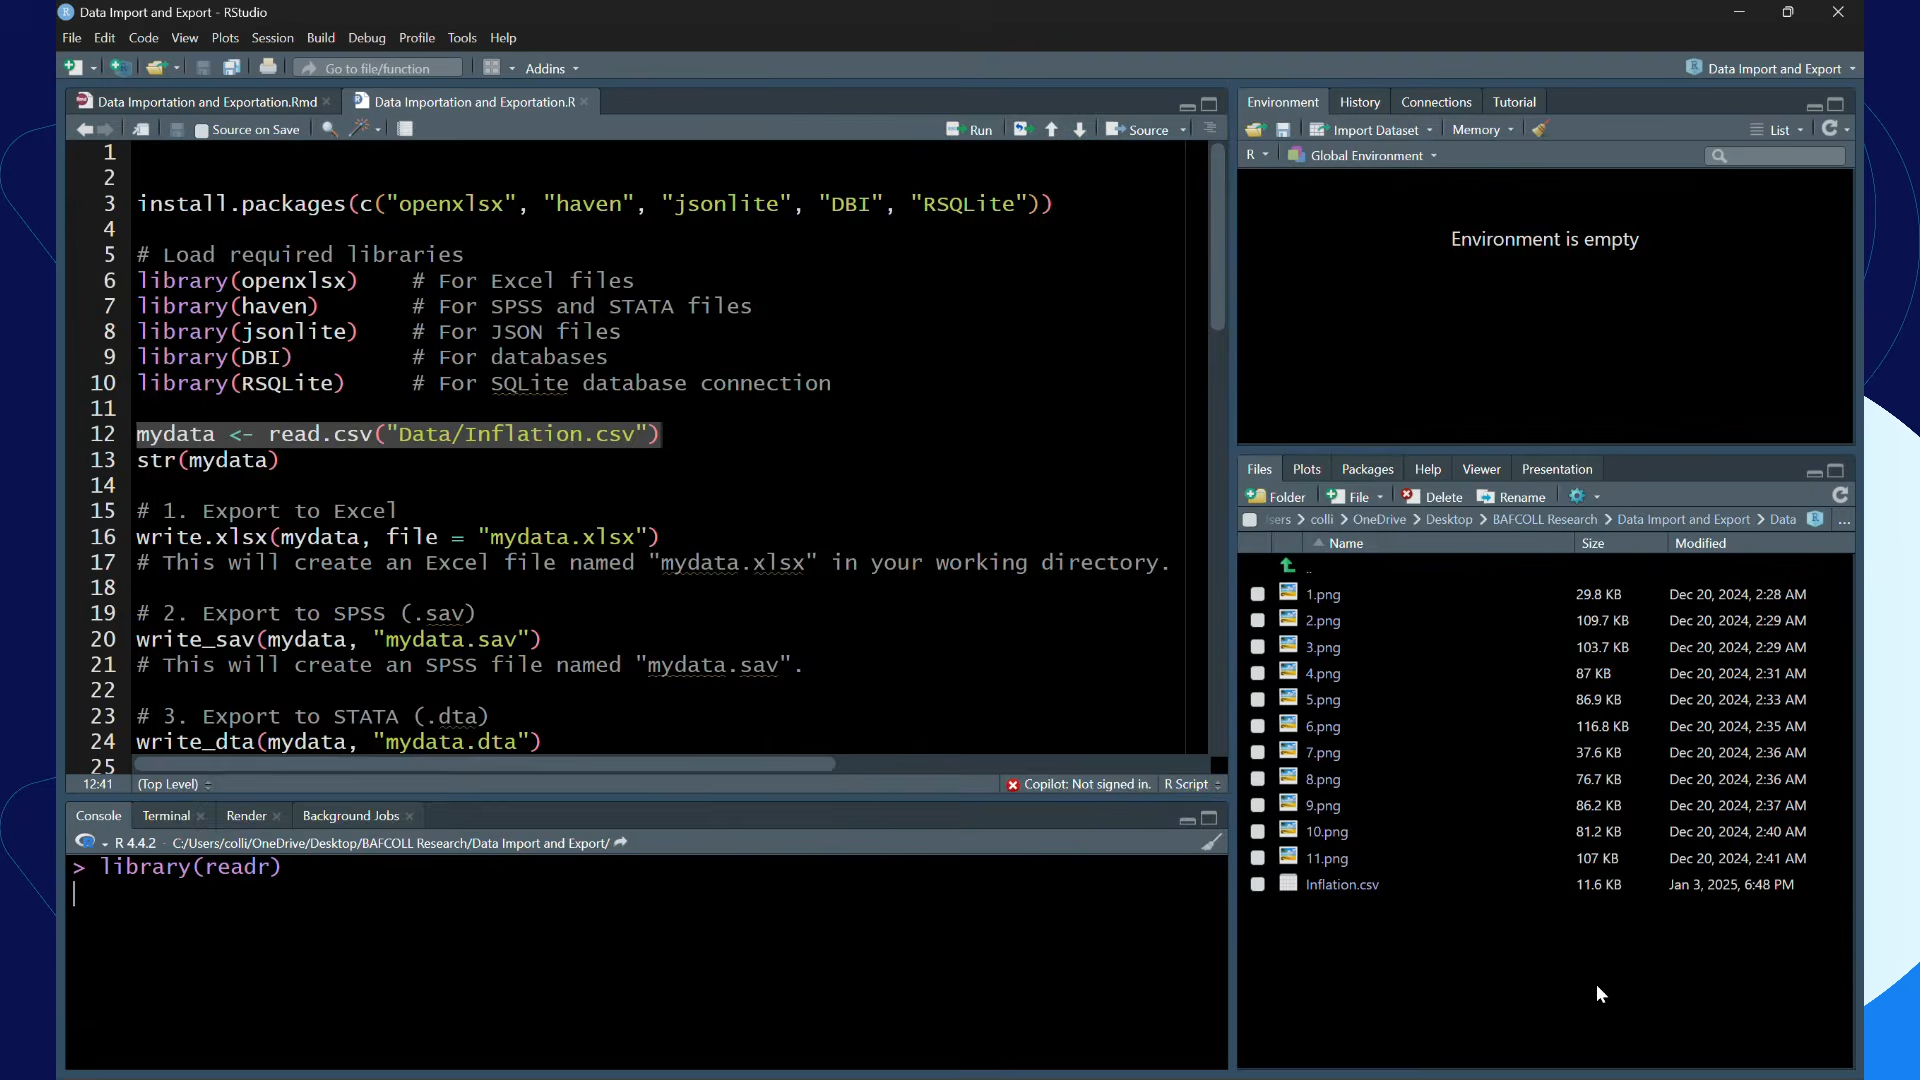 Data Import and Export - RStudio
File Edit Code View Plots Session Build Debug Profile Tools Help
Go to file/function Addins Data Import and Export
Data Importation and Exportation.Rmd Data Importation and Exportation.R
Source on Save Run Source
1
2
3 install.packages(c("openxlsx", "haven", "jsonlite", "DBI", "RSQLite"))
4
5 # Load required libraries
6 library(openxlsx) # For Excel files
7 library(haven) # For SPSS and STATA files
8 library(jsonlite) # For JSON files
9 library(DBI) # For databases
10 library(RSQLite) # For SQLite database connection
11
12 mydata <- read.csv("Data/Inflation.csv")
13 str(mydata)
14
15 # 1. Export to Excel
16 write.xlsx(mydata, file = "mydata.xlsx")
17 # This will create an Excel file named "mydata.xlsx" in your working directory.
18
19 # 2. Export to SPSS (.sav)
20 write_sav(mydata, "mydata.sav")
21 # This will create an SPSS file named "mydata.sav".
22
23 # 3. Export to STATA (.dta)
24 write_dta(mydata, "mydata.dta")
25
12:41 (Top Level) Copilot: Not signed in. R Script
Console Terminal Render Background Jobs
R 4.4.2 · C:/Users/colli/OneDrive/Desktop/BAFCOLL Research/Data Import and Export/
> library(readr)
Environment History Connections Tutorial
Import Dataset Memory List
R Global Environment
Environment is empty
Files Plots Packages Help Viewer Presentation
Folder File Delete Rename
sers > colli > OneDrive > Desktop > BAFCOLL Research > Data Import and Export > Data ...
Name Size Modified
..
1.png 29.8 KB Dec 20, 2024, 2:28 AM
2.png 109.7 KB Dec 20, 2024, 2:29 AM
3.png 103.7 KB Dec 20, 2024, 2:29 AM
4.png 87 KB Dec 20, 2024, 2:31 AM
5.png 86.9 KB Dec 20, 2024, 2:33 AM
6.png 116.8 KB Dec 20, 2024, 2:35 AM
7.png 37.6 KB Dec 20, 2024, 2:36 AM
8.png 76.7 KB Dec 20, 2024, 2:36 AM
9.png 86.2 KB Dec 20, 2024, 2:37 AM
10.png 81.2 KB Dec 20, 2024, 2:40 AM
11.png 107 KB Dec 20, 2024, 2:41 AM
Inflation.csv 11.6 KB Jan 3, 2025, 6:48 PM